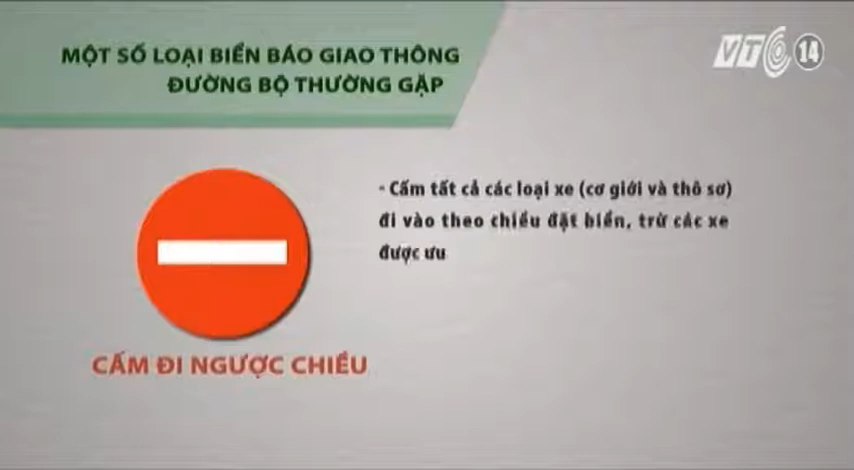 MỘT SỐ LOẠI BIỂN BÁO GIAO THÔNG
ĐƯỜNG BỘ THƯỜNG GẶP
VTC 14
- Cấm tất cả các loại xe (cơ giới và thô sơ)
đi vào theo chiều đặt biển, trừ các xe
được ưu
CẤM ĐI NGƯỢC CHIỀU